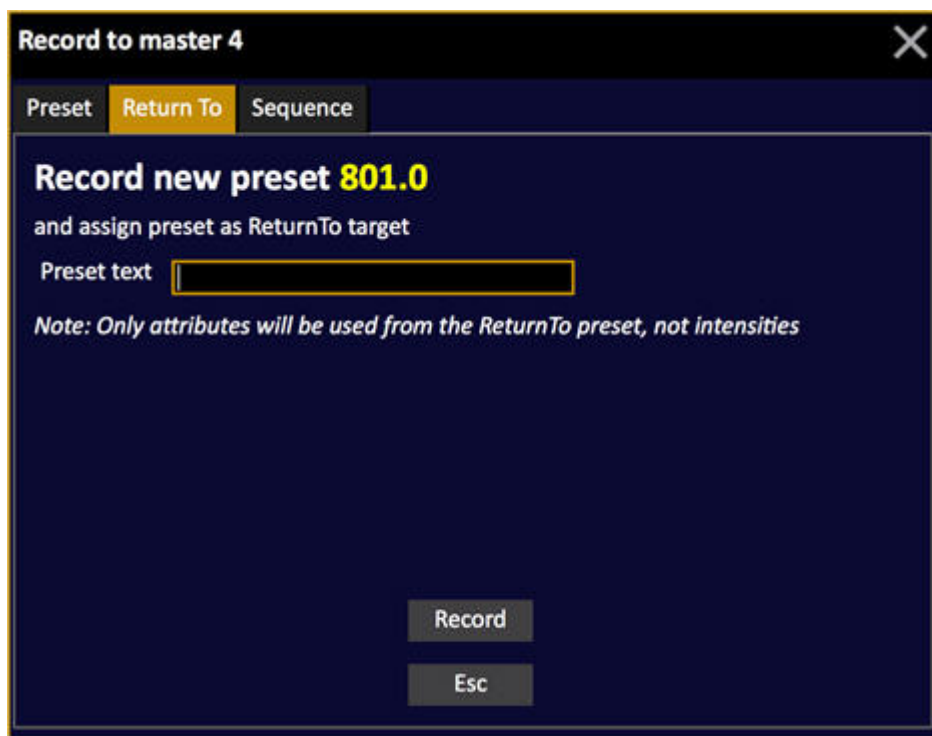 Record to master 4
Preset Return To Sequence
Record new preset 801.0
and assign preset as ReturnTo target
Preset text
Note: Only attributes will be used from the ReturnTo preset, not intensities
Record
Esc